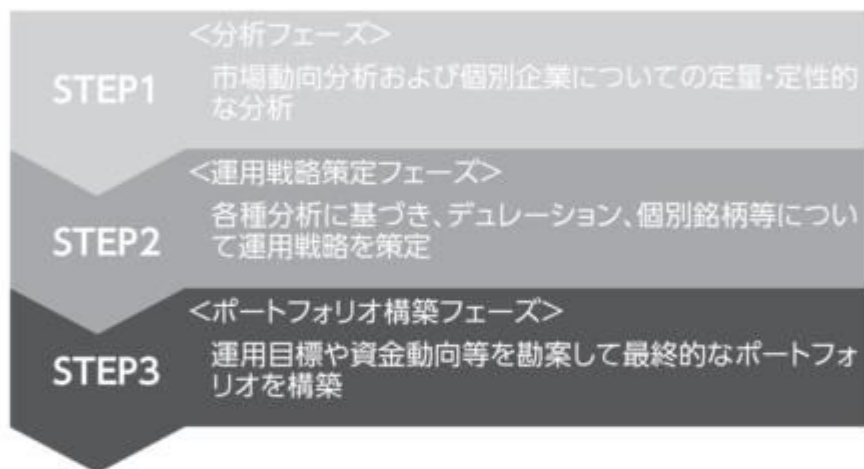 <分析フェーズ>
STEP1
市場動向分析および個別企業についての定量・定性的
な分析
<運用戦略策定フェーズ>
STEP2
各種分析に基づき、デュレーション、個別銘柄等につい
て運用戦略を策定
<ポートフォリオ構築フェーズ>
STEP3
運用目標や資金動向等を勘案して最終的なポートフォ
リオを構築